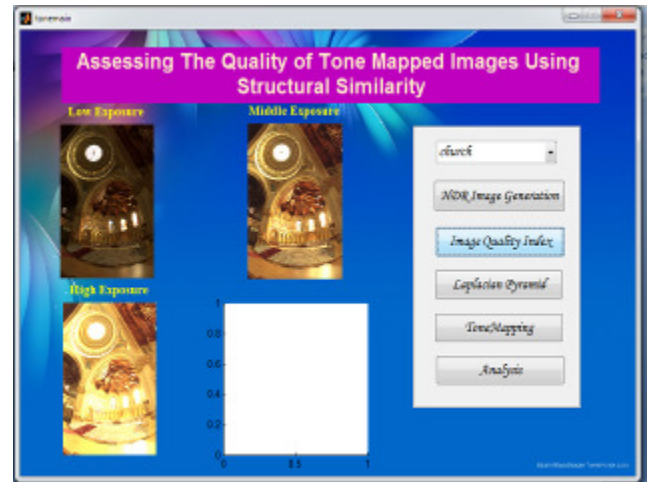 tonemain
Assessing The Quality of Tone Mapped Images Using
Structural Similarity
Low Exposure
Middle Exposure
church
HDR Image Generation
Image Quality Index
Laplacian Pyramid
ToneMapping
Analysis
High Exposure
1
0.8
0.6
0.4
0.2
0
0
0.5
1